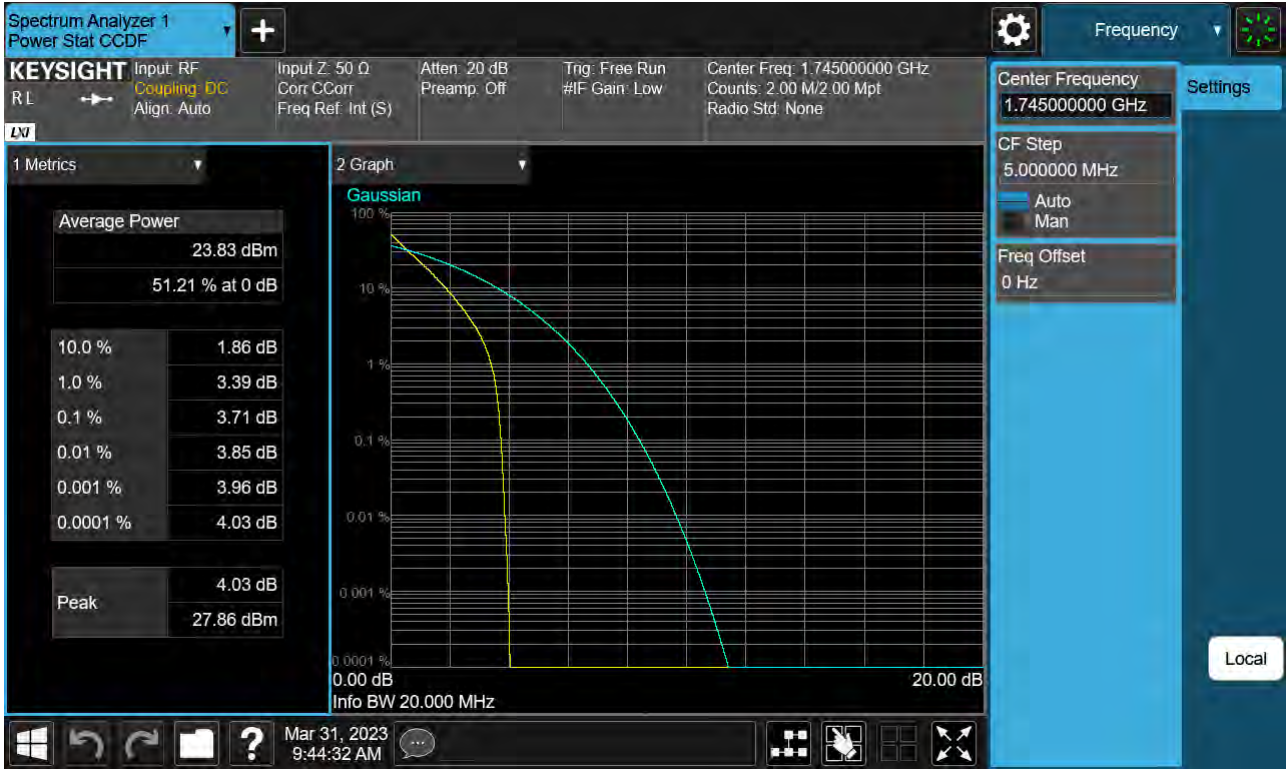 Spectrum Analyzer 1
Power Stat CCDF
+
Frequency
KEYSIGHT
RL
LXI
Input: RF
Coupling: DC
Align: Auto
Input Z: 50 Ω
Corr CCorr
Freq Ref: Int (S)
Atten: 20 dB
Preamp: Off
Trig: Free Run
#IF Gain: Low
Center Freq: 1.745000000 GHz
Counts: 2.00 M/2.00 Mpt
Radio Std: None
Center Frequency
1.745000000 GHz
Settings
CF Step
5.000000 MHz
Auto
Man
Freq Offset
0 Hz
Local
1 Metrics
Average Power
23.83 dBm
51.21 % at 0 dB
10.0 % 1.86 dB
1.0 % 3.39 dB
0.1 % 3.71 dB
0.01 % 3.85 dB
0.001 % 3.96 dB
0.0001 % 4.03 dB
Peak
4.03 dB
27.86 dBm
2 Graph
Gaussian
100 %
10 %
1 %
0.1 %
0.01 %
0.001 %
0.0001 %
0.00 dB 20.00 dB
Info BW 20.000 MHz
?
Mar 31, 2023
9:44:32 AM